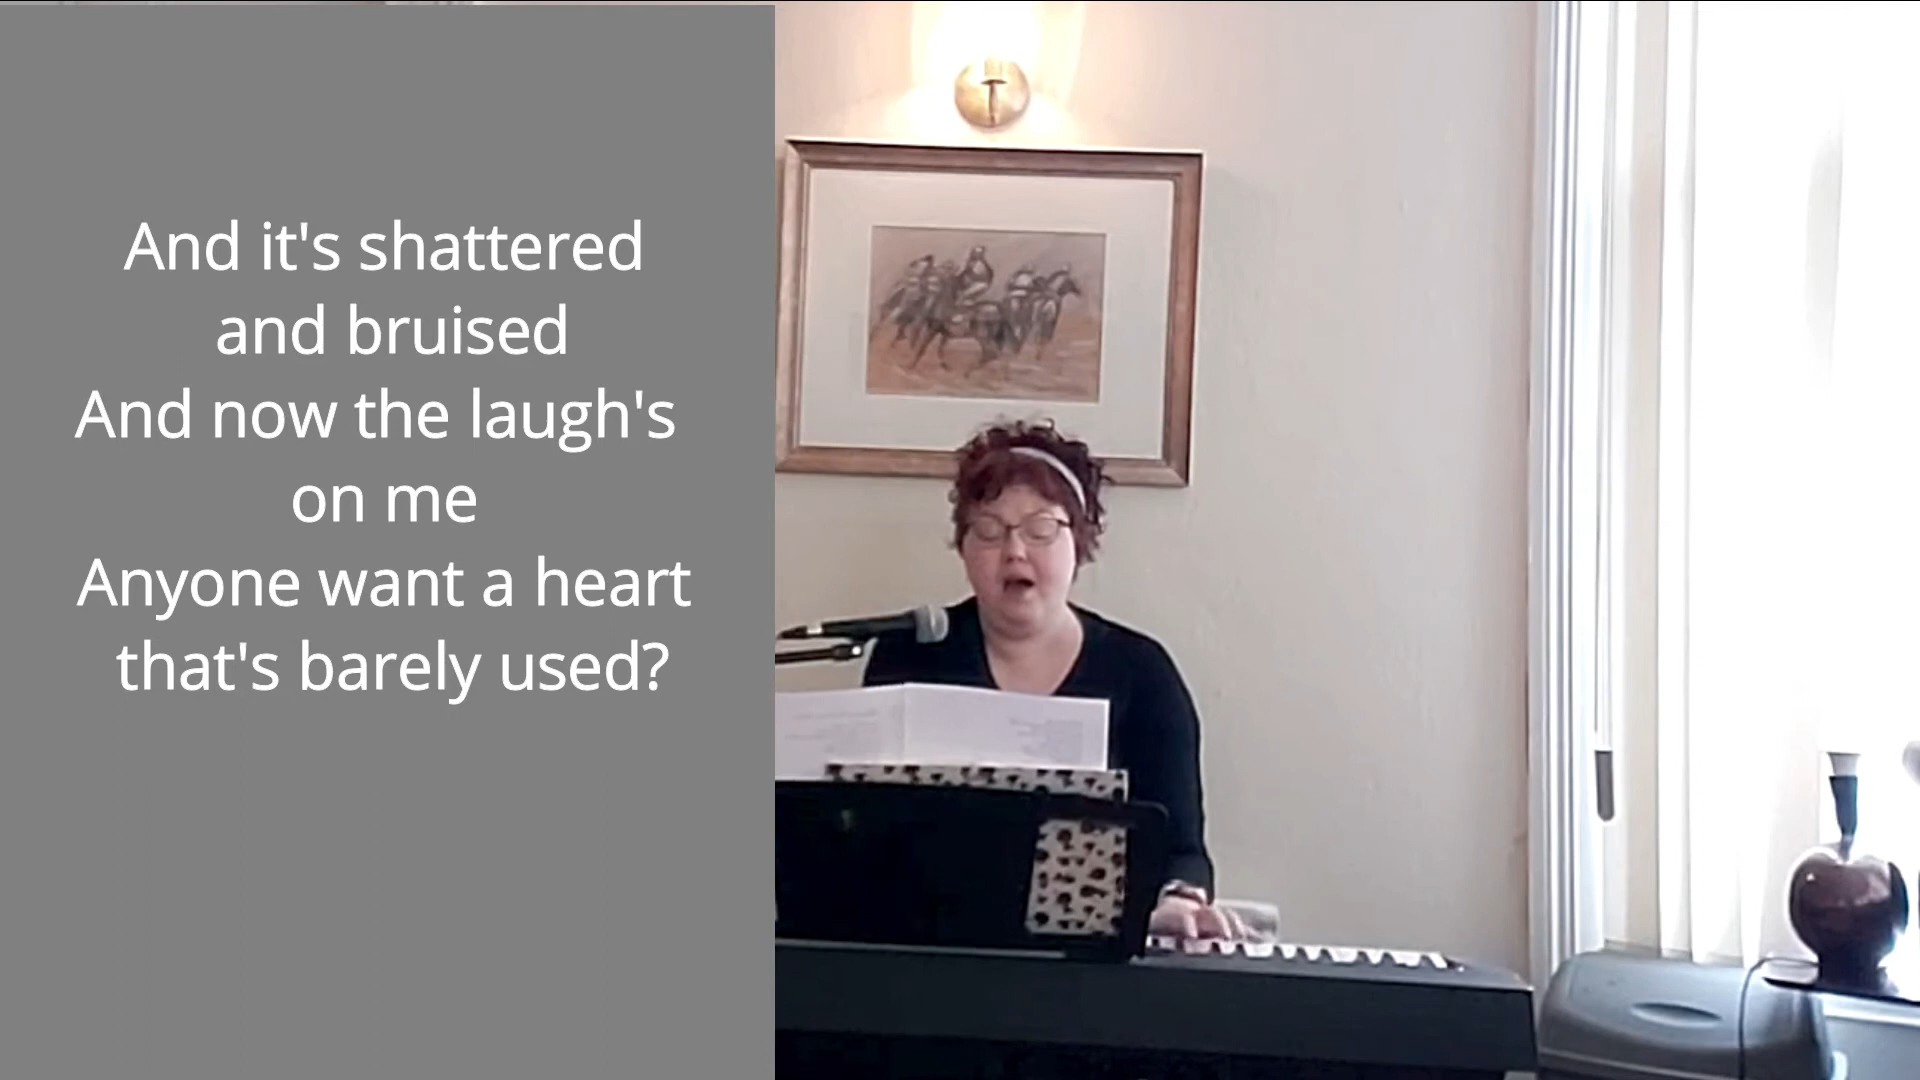 And it's shattered
and bruised
And now the laugh's
on me
Anyone want a heart
that's barely used?